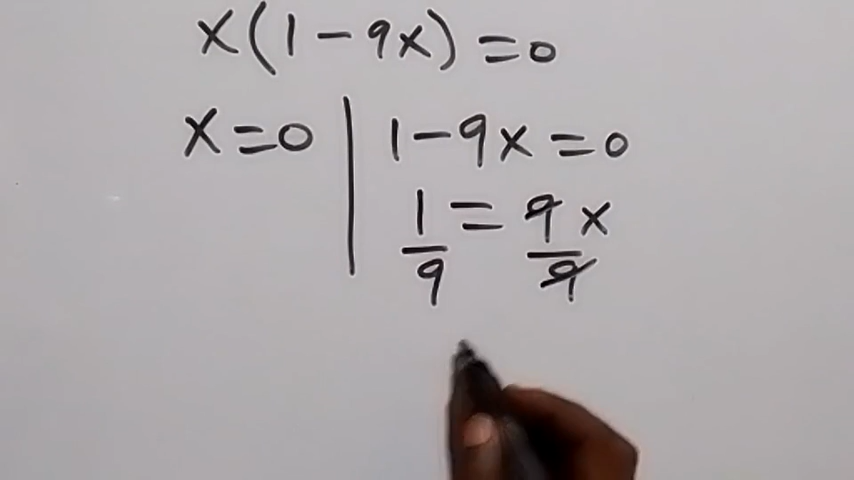 x(1-9x)=0
x=0 | 1-9x=0
1/9 = 9x/9